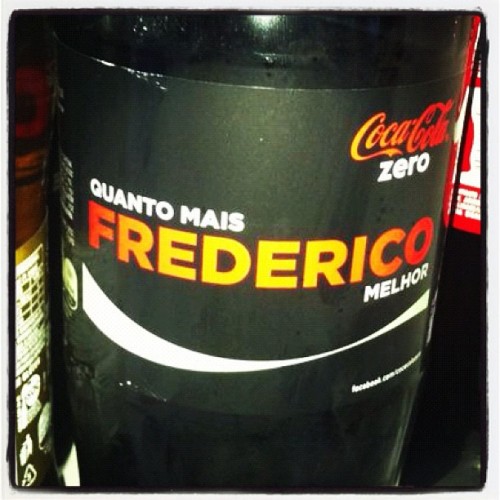 Coca-Cola
zero
QUANTO MAIS
FREDERICO
MELHOR